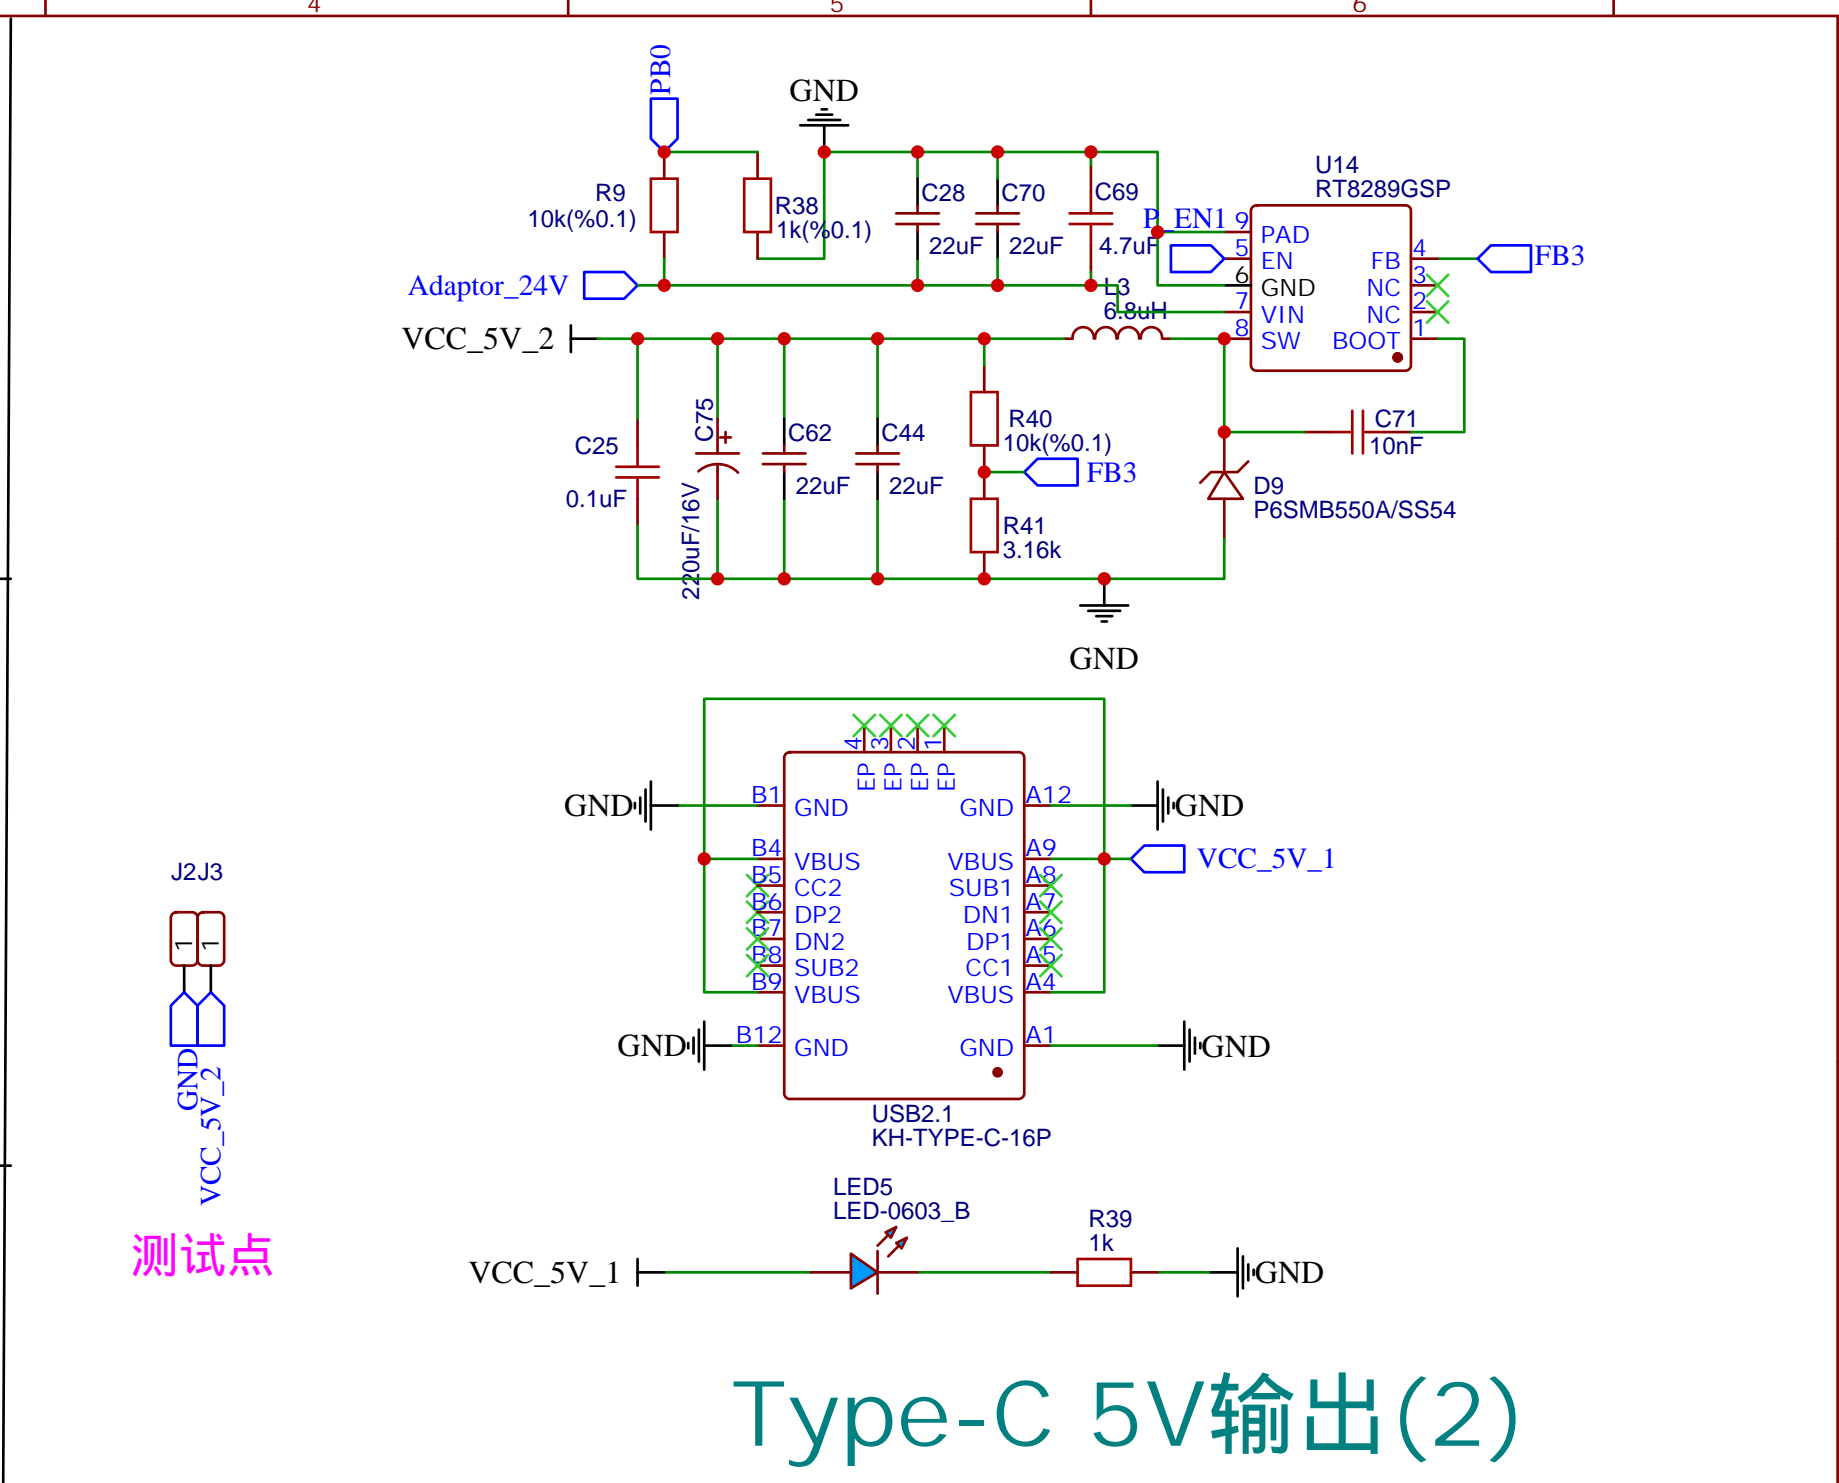 4
5
6
PB0
GND
R9
10k(%0.1)
R38
1k(%0.1)
C28
22uF
C70
22uF
C69
4.7uF
P_EN1
U14
RT8289GSP
9
PAD
5
EN
6
GND
7
VIN
8
SW
4
FB
3
NC
2
NC
1
BOOT
FB3
Adaptor_24V
L3
6.8uH
VCC_5V_2
C25
0.1uF
C75
220uF/16V
C62
22uF
C44
22uF
R40
10k(%0.1)
FB3
R41
3.16k
C71
10nF
D9
P6SMB550A/SS54
GND
4
3
2
1
EP
EP
EP
EP
GND
B1
GND
GND
A12
GND
B4
VBUS
VBUS
A9
VCC_5V_1
B5
CC2
SUB1
A8
B6
DP2
DN1
A7
B7
DN2
DP1
A6
B8
SUB2
CC1
A5
B9
VBUS
VBUS
A4
GND
B12
GND
GND
A1
GND
USB2.1
KH-TYPE-C-16P
J2J3
1
1
GND
VCC_5V_2
测试点
LED5
LED-0603_B
R39
1k
VCC_5V_1
GND
Type-C 5V输出(2)